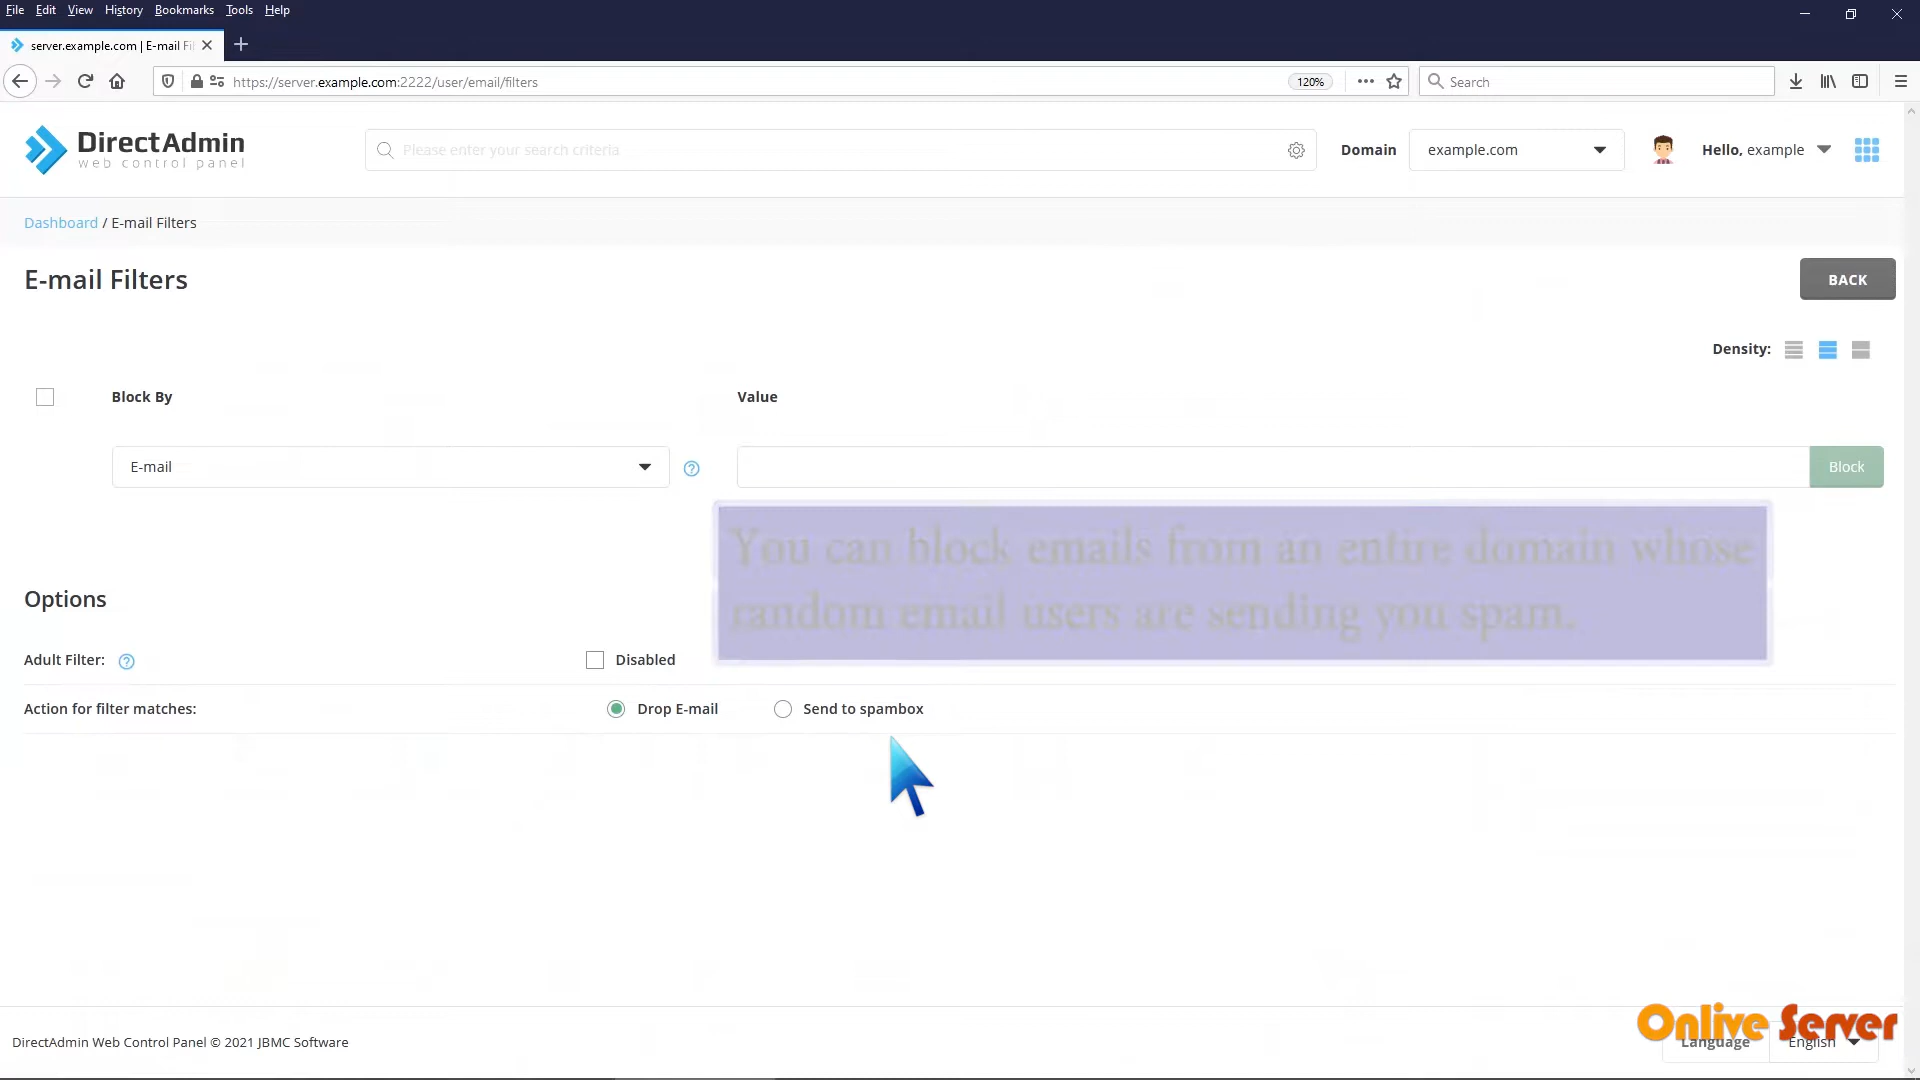 File Edit View History Bookmarks Tools Help
server.example.com | E-mail Fil
https://server.example.com:2222/user/email/filters 120% Search
DirectAdmin
web control panel
Please enter your search criteria
Domain example.com Hello, example
Dashboard / E-mail Filters
E-mail Filters BACK
Density:
Block By Value
E-mail Block
You can block emails from an entire domain whose
random email users are sending you spam.
Options
Adult Filter: Disabled
Action for filter matches: Drop E-mail Send to spambox
Onlive Server
DirectAdmin Web Control Panel © 2021 JBMC Software Language English